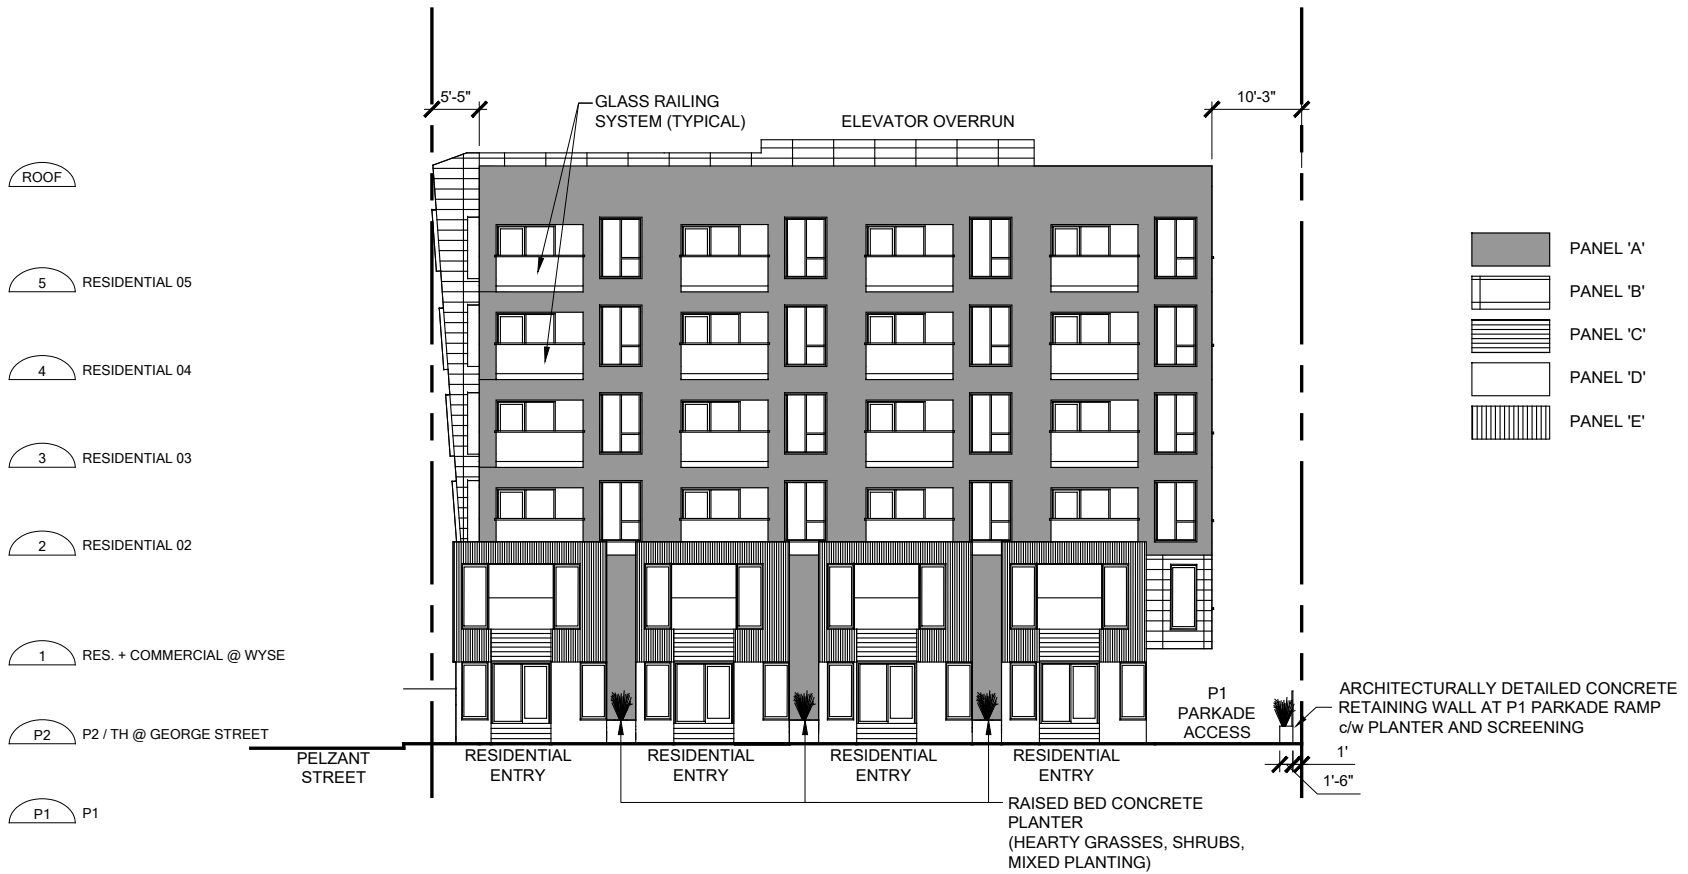 5'-5"
10'-3"
GLASS RAILING
SYSTEM (TYPICAL)
ELEVATOR OVERRUN
ROOF
5 RESIDENTIAL 05
4 RESIDENTIAL 04
3 RESIDENTIAL 03
2 RESIDENTIAL 02
1 RES. + COMMERCIAL @ WYSE
P2 P2 / TH @ GEORGE STREET
P1 P1
PANEL 'A'
PANEL 'B'
PANEL 'C'
PANEL 'D'
PANEL 'E'
P1
PARKADE
ACCESS
ARCHITECTURALLY DETAILED CONCRETE
RETAINING WALL AT P1 PARKADE RAMP
c/w PLANTER AND SCREENING
1'
1'-6"
PELZANT
STREET
RESIDENTIAL
ENTRY
RESIDENTIAL
ENTRY
RESIDENTIAL
ENTRY
RESIDENTIAL
ENTRY
RAISED BED CONCRETE
PLANTER
(HEARTY GRASSES, SHRUBS,
MIXED PLANTING)